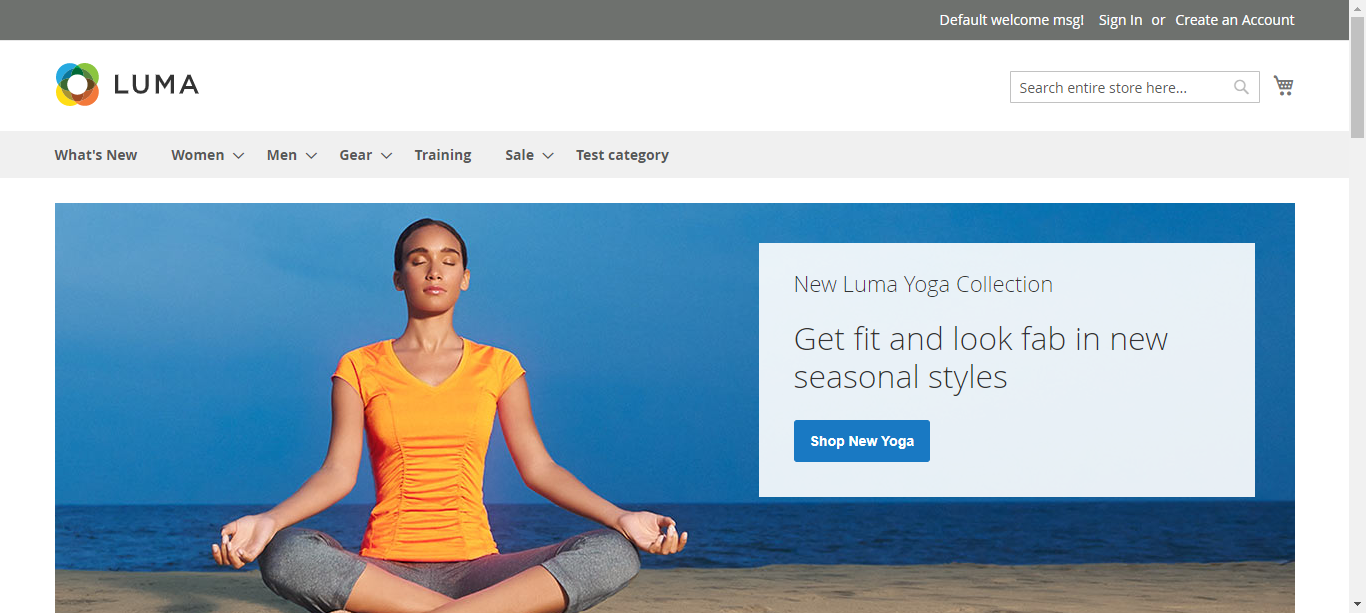 Default welcome msg! Sign In or Create an Account
LUMA
Search entire store here...
What's New Women Men Gear Training Sale Test category
New Luma Yoga Collection
Get fit and look fab in new
seasonal styles
Shop New Yoga